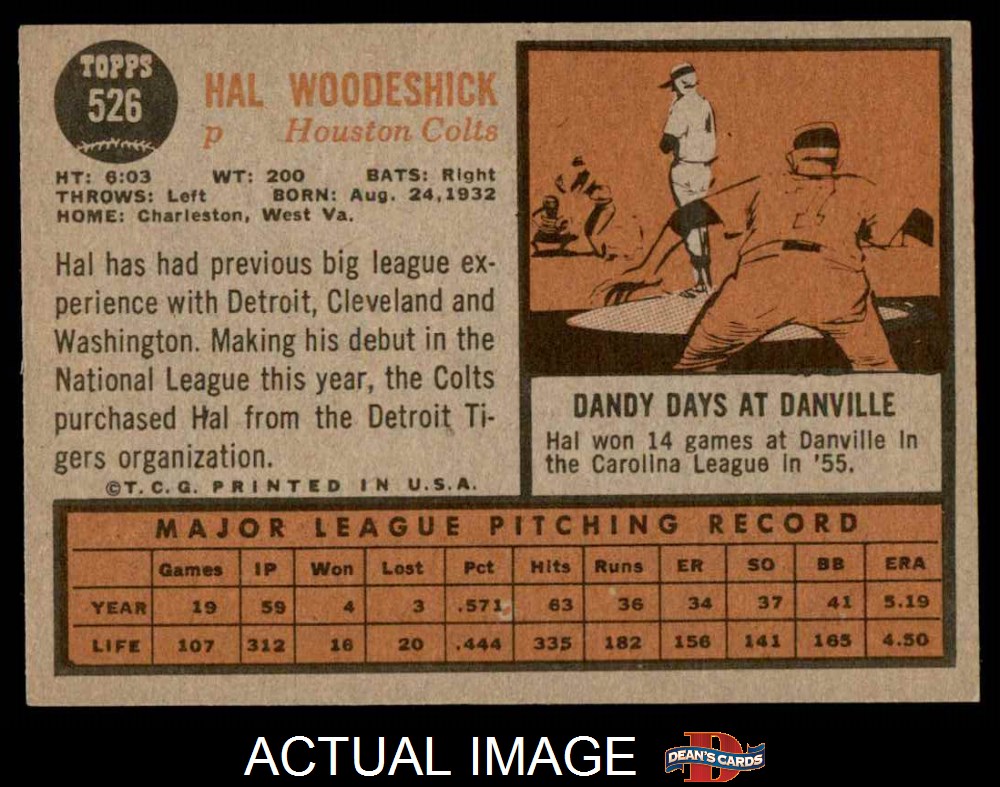 TOPPS
526
HAL WOODESHICK
p Houston Colts
HT: 6:03 WT: 200 BATS: Right
THROWS: Left BORN: Aug. 24,1932
HOME: Charleston, West Va.
Hal has had previous big league ex-
perience with Detroit, Cleveland and
Washington. Making his debut in the
National League this year, the Colts
purchased Hal from the Detroit Ti-
gers organization.
©T. C. G. PRINTED IN U.S.A.
DANDY DAYS AT DANVILLE
Hal won 14 games at Danville in
the Carolina League in '55.
MAJOR LEAGUE PITCHING RECORD
Games IP Won Lost Pct Hits Runs ER SO BB ERA
YEAR 19 59 4 3 .571 63 36 34 37 41 5.19
LIFE 107 312 16 20 .444 335 182 156 141 165 4.50
ACTUAL IMAGE
D
DEAN'S CARDS